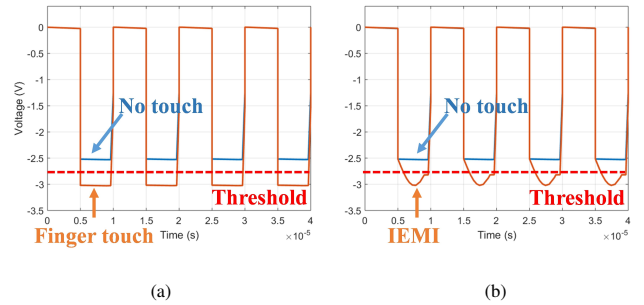 0
-0.5
-1
-1.5
-2
-2.5
-3
-3.5
Voltage (V)
No touch
Threshold
Finger touch
0 0.5 1 1.5 2 2.5 3 3.5 4
Time (s)
×10⁻⁵
(a)
0
-0.5
-1
-1.5
-2
-2.5
-3
-3.5
No touch
Threshold
IEMI
0 0.5 1 1.5 2 2.5 3 3.5 4
Time (s)
×10⁻⁵
(b)